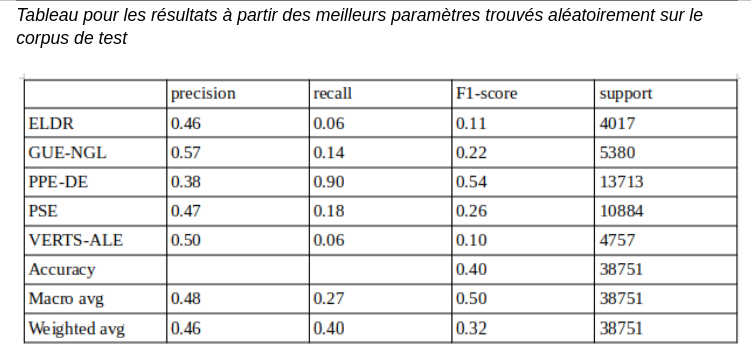 Tableau pour les résultats à partir des meilleurs paramètres trouvés aléatoirement sur le
corpus de test
precision recall F1-score support
ELDR 0.46 0.06 0.11 4017
GUE-NGL 0.57 0.14 0.22 5380
PPE-DE 0.38 0.90 0.54 13713
PSE 0.47 0.18 0.26 10884
VERTS-ALE 0.50 0.06 0.10 4757
Accuracy 0.40 38751
Macro avg 0.48 0.27 0.50 38751
Weighted avg 0.46 0.40 0.32 38751